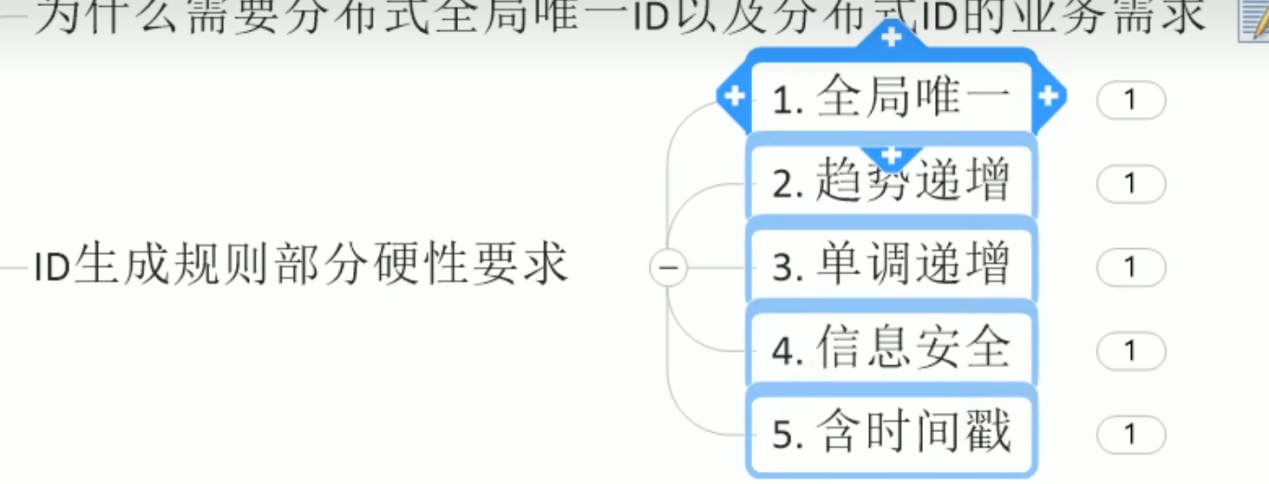 为什么需要分布式全局唯一ID以及分布式iD的业务需求
1. 全局唯一
1
2. 趋势递增
1
ID生成规则部分硬性要求
3. 单调递增
1
4. 信息安全
1
5. 含时间戳
1